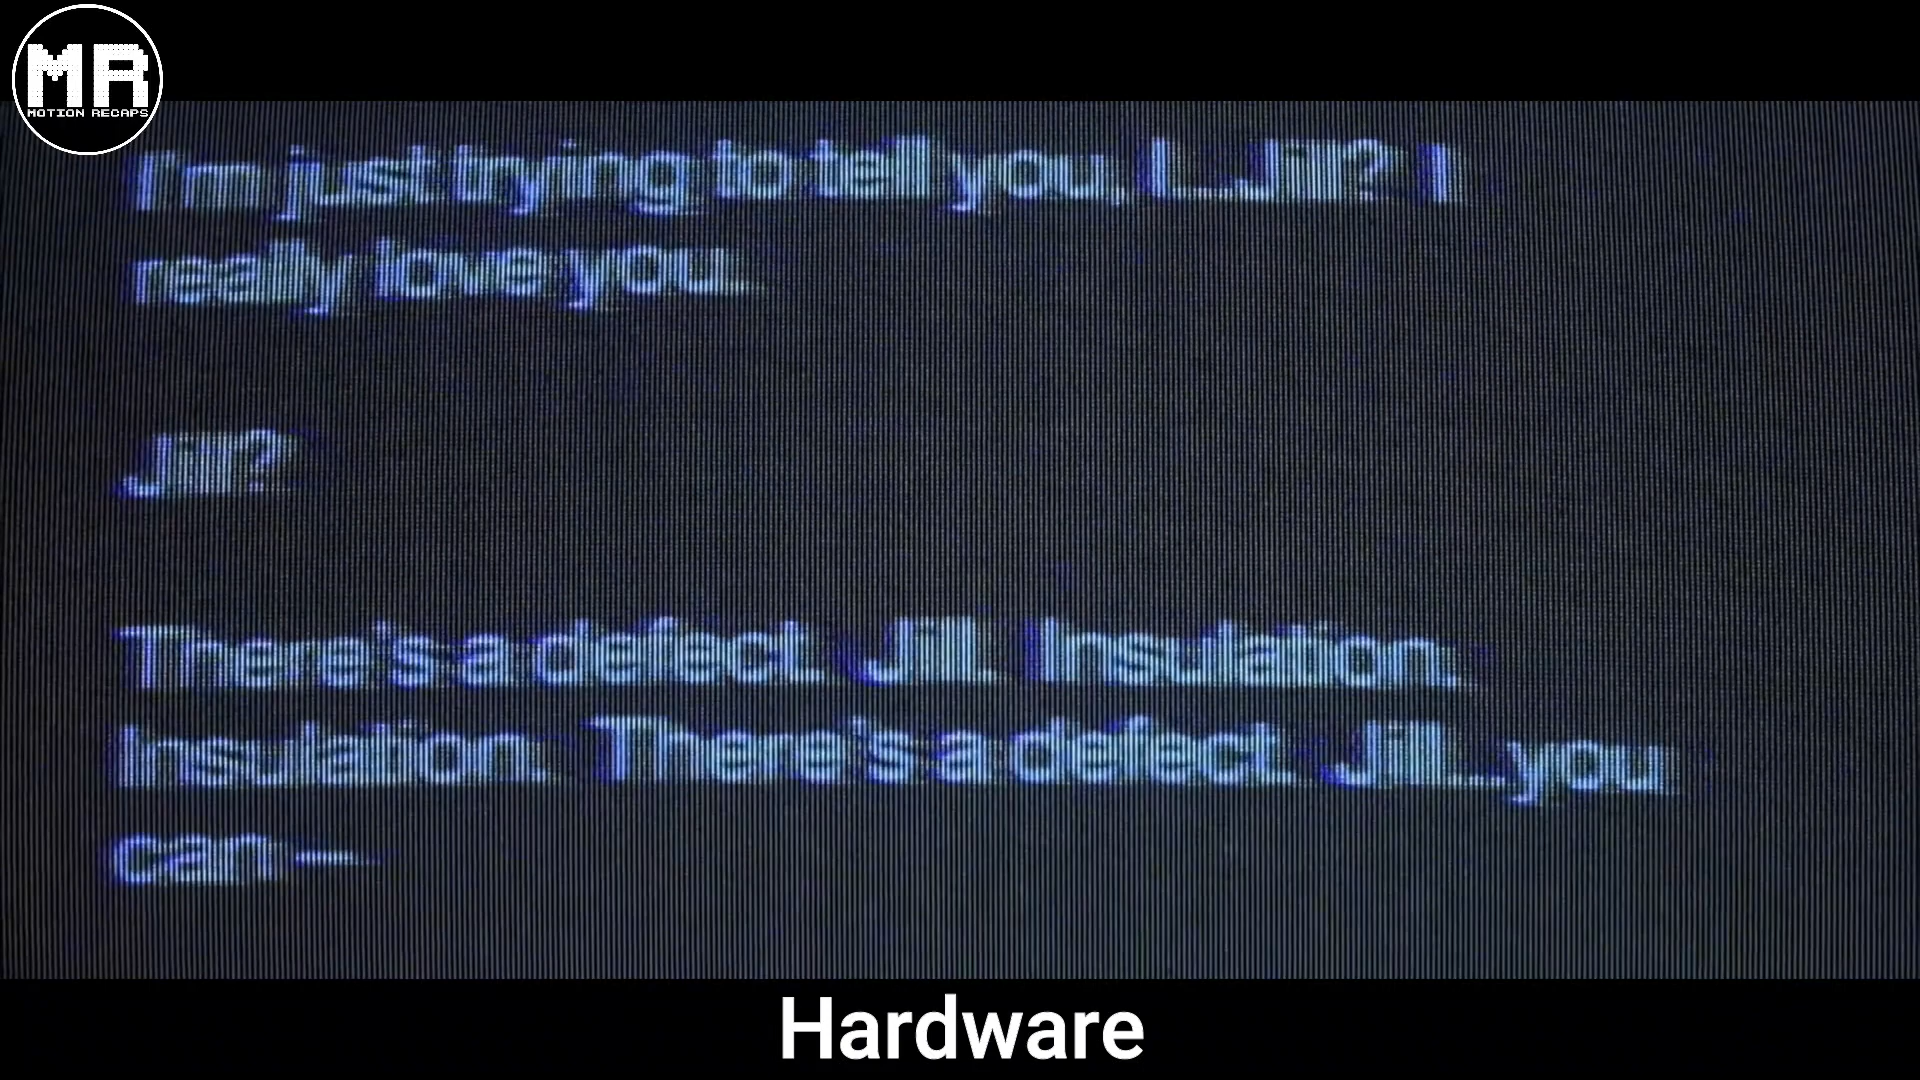 MR
MOTION RECAPS
I'm just trying to tell you, I...Jill? I
really love you.
Jill?
There's a defect. Jill. Insulation.
Insulation. There's a defect. Jill...you
can —
Hardware